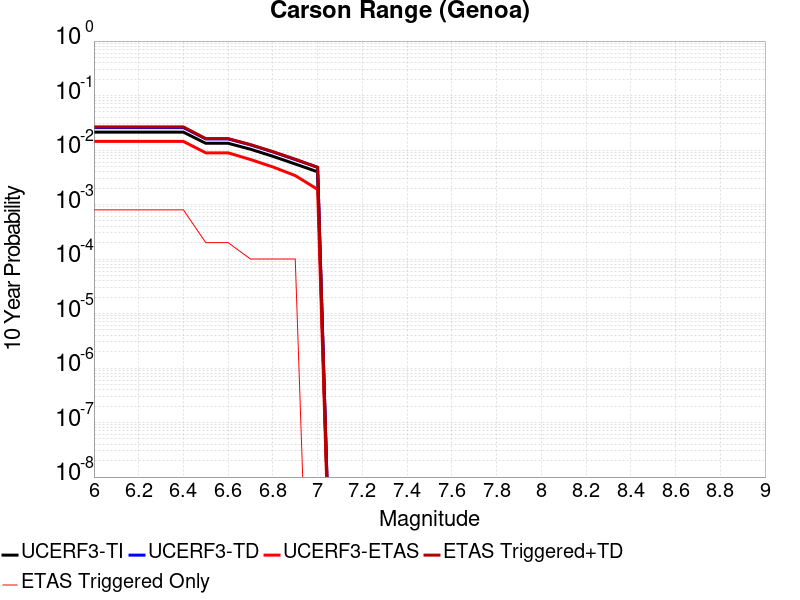 Carson Range (Genoa)
10^0
10^-1
10^-2
10^-3
10^-4
10^-5
10^-6
10^-7
10^-8
10 Year Probability
6 6.2 6.4 6.6 6.8 7 7.2 7.4 7.6 7.8 8 8.2 8.4 8.6 8.8 9
Magnitude
UCERF3-TI UCERF3-TD UCERF3-ETAS ETAS Triggered+TD
ETAS Triggered Only